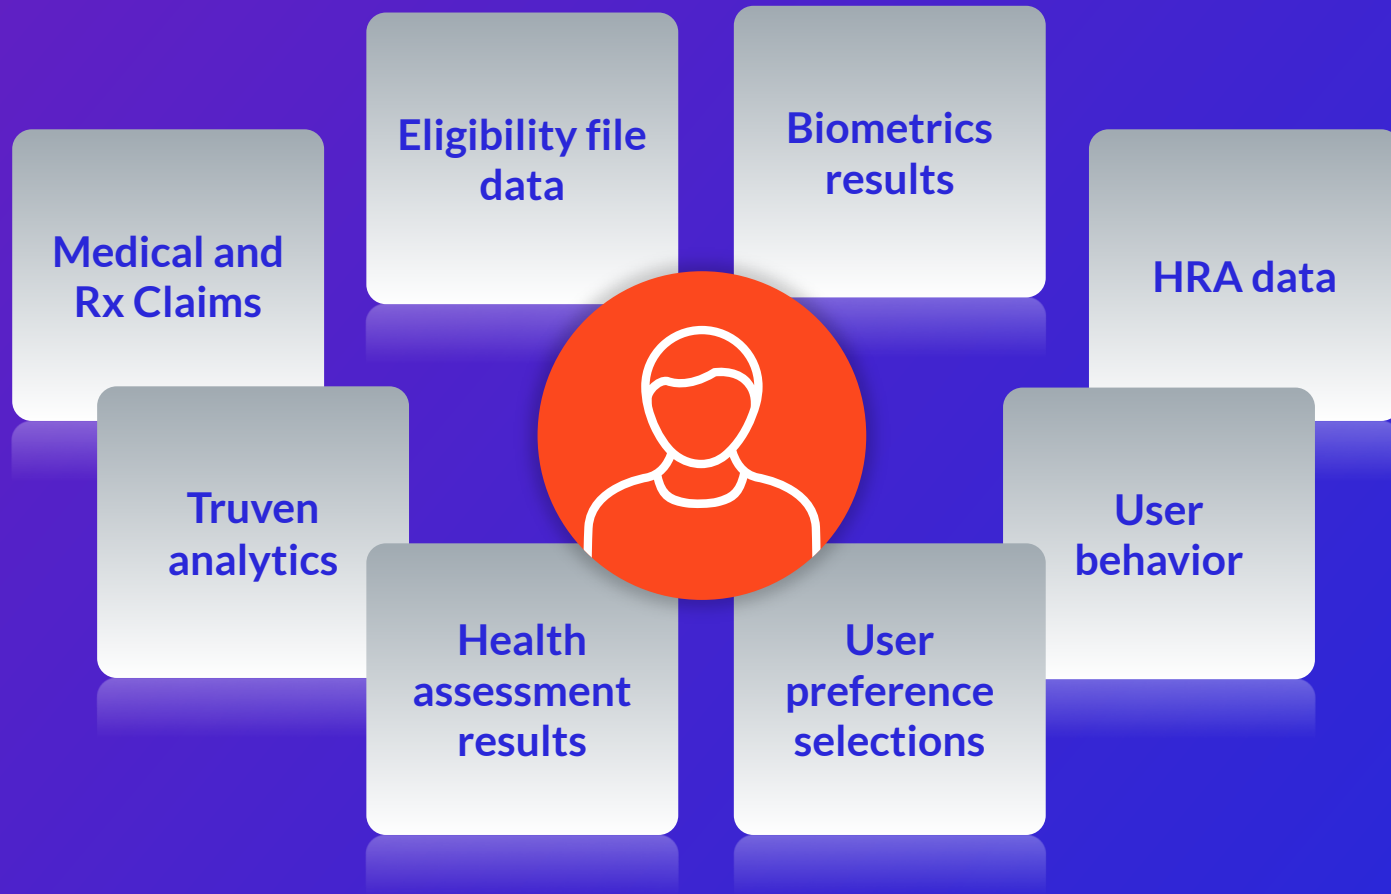 Eligibility file
data
Biometrics
results
Medical and
Rx Claims
HRA data
Truven
analytics
User
behavior
Health
assessment
results
User
preference
selections